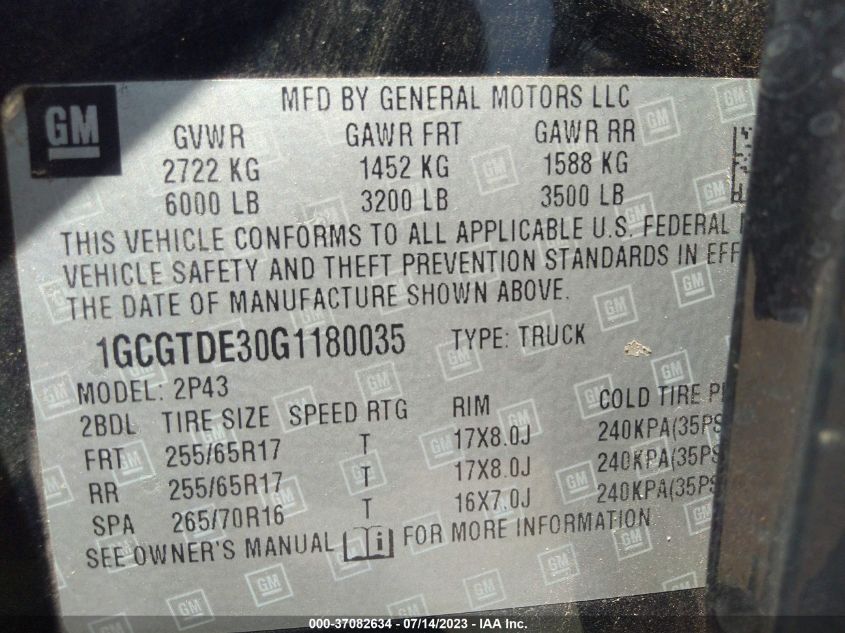 GM
MFD BY GENERAL MOTORS LLC
GVWR GAWR FRT GAWR RR
2722 KG 1452 KG 1588 KG
6000 LB 3200 LB 3500 LB
THIS VEHICLE CONFORMS TO ALL APPLICABLE U.S. FEDERAL
VEHICLE SAFETY AND THEFT PREVENTION STANDARDS IN EFF
THE DATE OF MANUFACTURE SHOWN ABOVE.
1GCGTDE30G1180035 TYPE: TRUCK
MODEL: 2P43
2BDL TIRE SIZE SPEED RTG RIM COLD TIRE P
FRT 255/65R17 T 17X8.0J 240KPA(35PS
RR 255/65R17 T 17X8.0J 240KPA(35PS
SPA 265/70R16 T 16X7.0J 240KPA(35PS
SEE OWNER'S MANUAL i FOR MORE INFORMATION
000-37082634 - 07/14/2023 - IAA Inc.